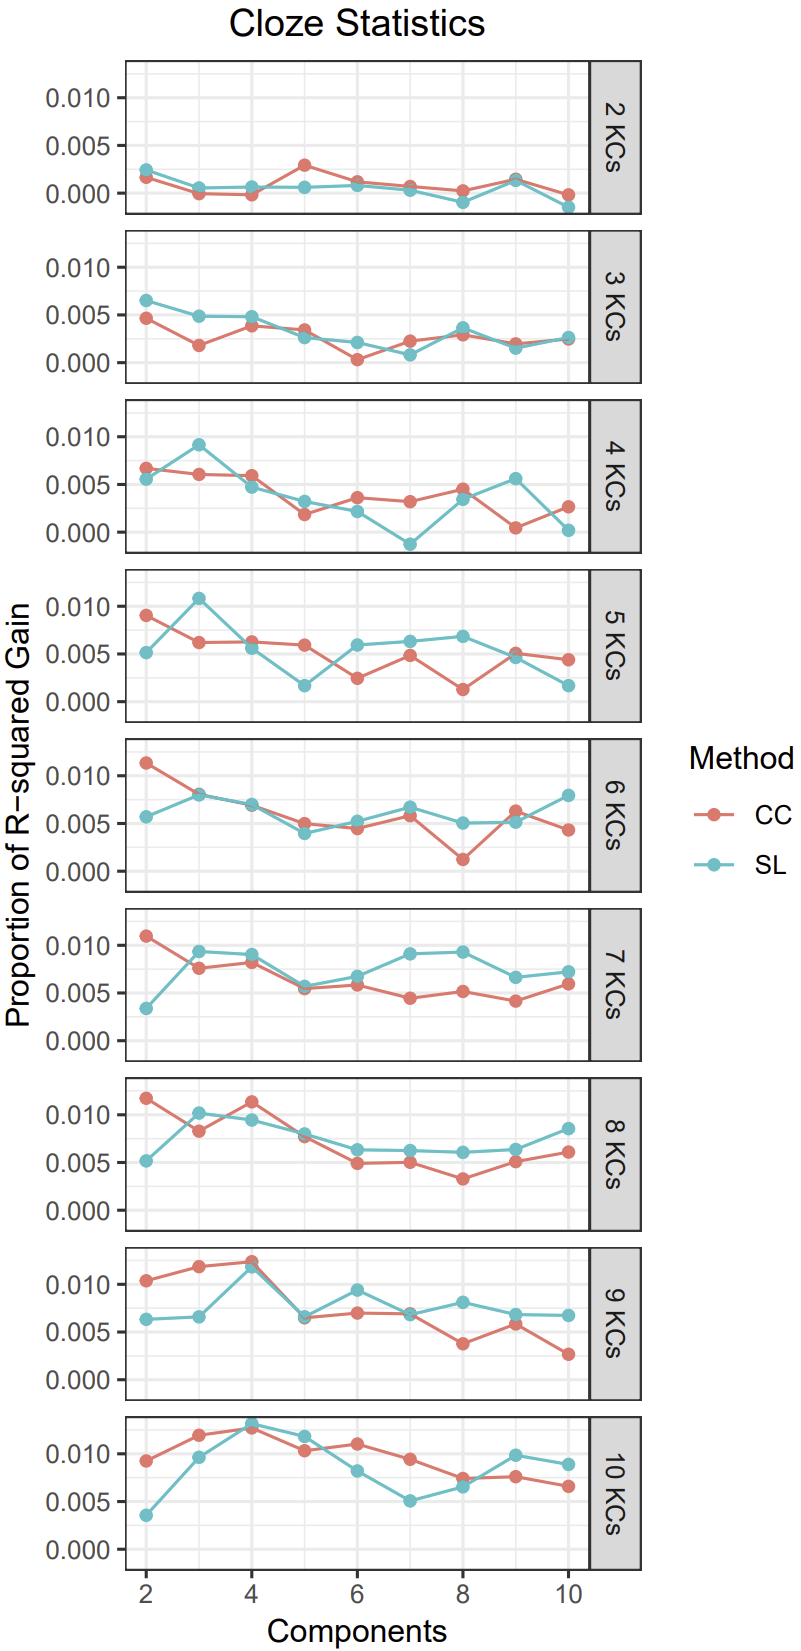 Cloze Statistics
0.010
0.005
0.000
2 KCs
0.010
0.005
0.000
3 KCs
0.010
0.005
0.000
4 KCs
0.010
0.005
0.000
5 KCs
0.010
0.005
0.000
6 KCs
0.010
0.005
0.000
7 KCs
0.010
0.005
0.000
8 KCs
0.010
0.005
0.000
9 KCs
0.010
0.005
0.000
10 KCs
2 4 6 8 10
Components
Proportion of R−squared Gain
Method
CC
SL